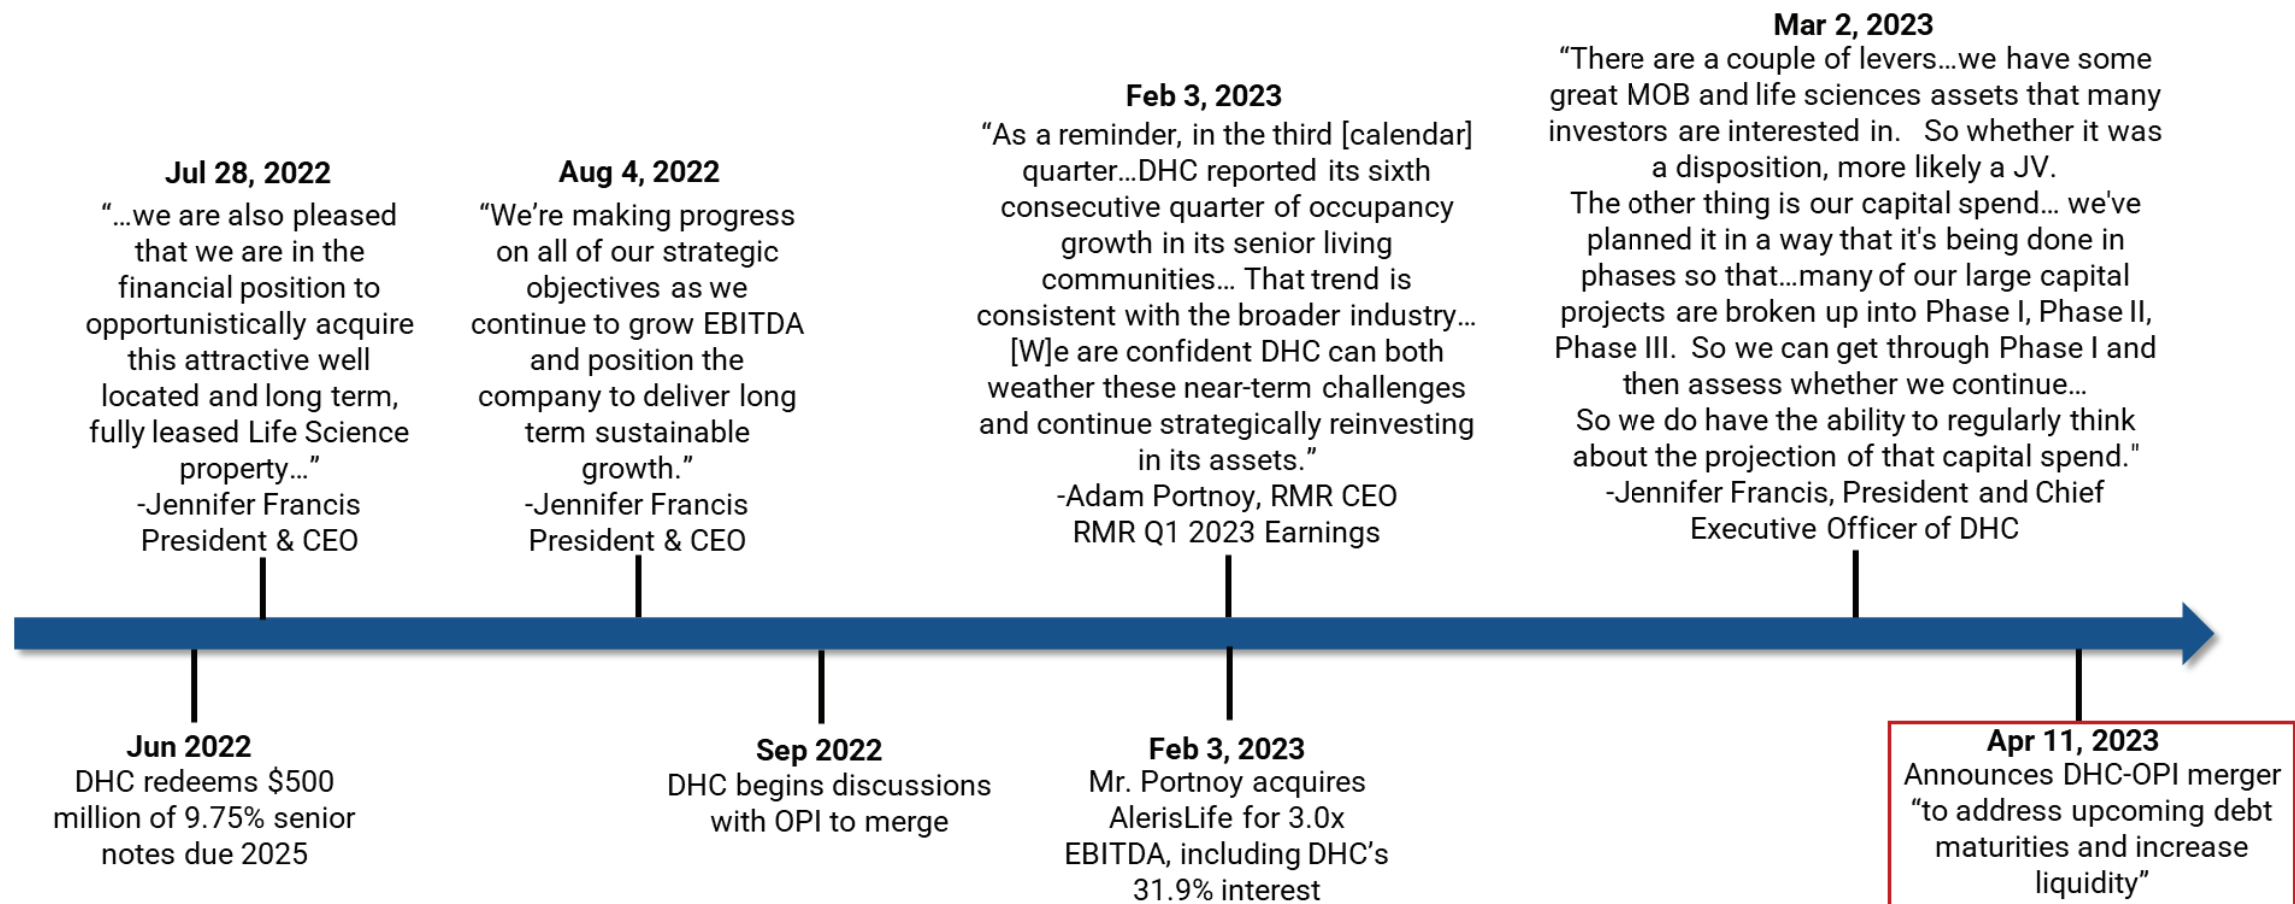 Jul 28, 2022
“…we are also pleased
that we are in the
financial position to
opportunistically acquire
this attractive well
located and long term,
fully leased Life Science
property…”
-Jennifer Francis
President & CEO
Aug 4, 2022
“We’re making progress
on all of our strategic
objectives as we
continue to grow EBITDA
and position the
company to deliver long
term sustainable
growth.”
-Jennifer Francis
President & CEO
Feb 3, 2023
“As a reminder, in the third [calendar]
quarter…DHC reported its sixth
consecutive quarter of occupancy
growth in its senior living
communities… That trend is
consistent with the broader industry…
[W]e are confident DHC can both
weather these near-term challenges
and continue strategically reinvesting
in its assets.”
-Adam Portnoy, RMR CEO
RMR Q1 2023 Earnings
Mar 2, 2023
“There are a couple of levers…we have some
great MOB and life sciences assets that many
investors are interested in.   So whether it was
a disposition, more likely a JV.
The other thing is our capital spend… we've
planned it in a way that it's being done in
phases so that…many of our large capital
projects are broken up into Phase I, Phase II,
Phase III.  So we can get through Phase I and
then assess whether we continue…
So we do have the ability to regularly think
about the projection of that capital spend."
-Jennifer Francis, President and Chief
Executive Officer of DHC
Jun 2022
DHC redeems $500
million of 9.75% senior
notes due 2025
Sep 2022
DHC begins discussions
with OPI to merge
Feb 3, 2023
Mr. Portnoy acquires
AlerisLife for 3.0x
EBITDA, including DHC’s
31.9% interest
Apr 11, 2023
Announces DHC-OPI merger
“to address upcoming debt
maturities and increase
liquidity”